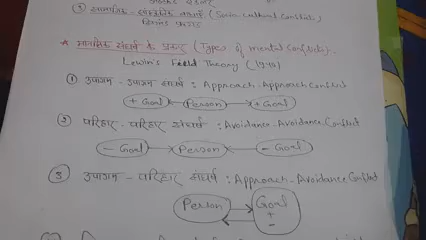 ③ सामाजिक - सांस्कृतिक संघर्ष (Socio-Cultural Conflict)
* मानसिक संघर्ष के प्रकार (Types of mental Conflicts).
Lewin's Field Theory (
① उपागम - उपागम संघर्ष : Approach-Approach Conflict
+ Goal Person + Goal
② परिहार - परिहार संघर्ष : Avoidance-Avoidance Conflict
- Goal Person - Goal
③ उपागम - परिहार संघर्ष : Approach-Avoidance Conflict
Person Goal
+
-